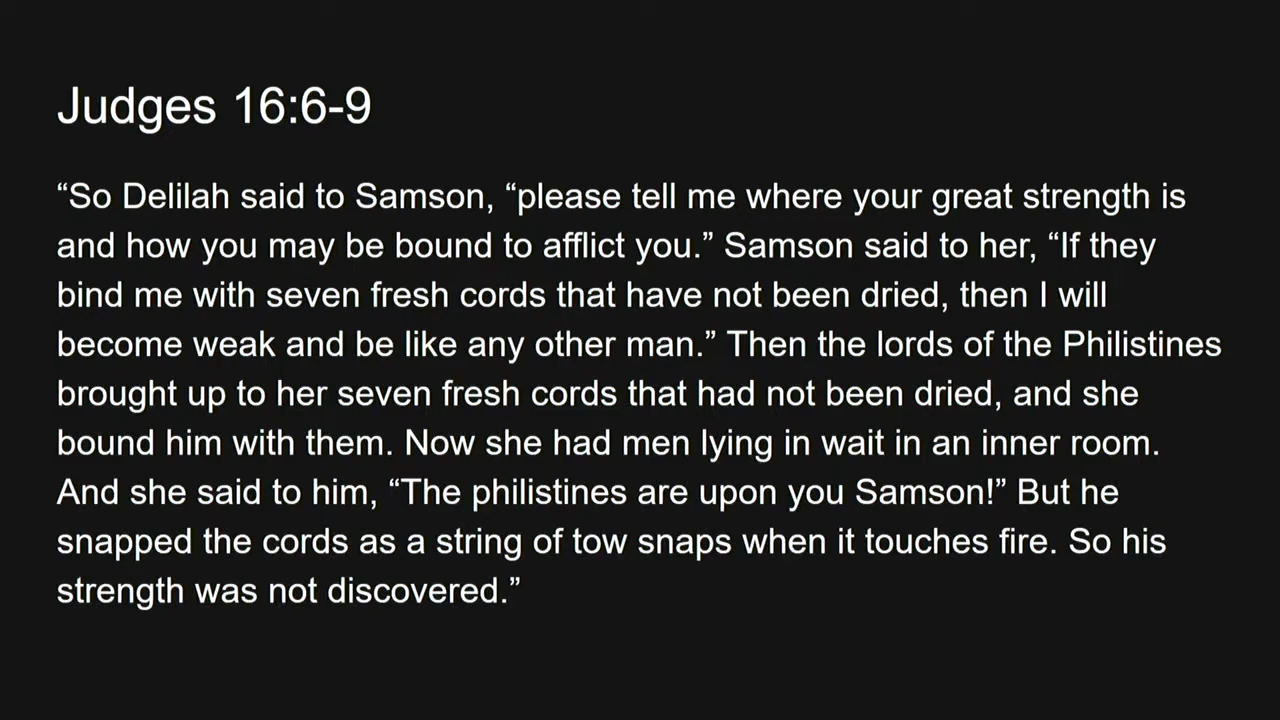 Judges 16:6-9
“So Delilah said to Samson, “please tell me where your great strength is
and how you may be bound to afflict you.” Samson said to her, “If they
bind me with seven fresh cords that have not been dried, then I will
become weak and be like any other man.” Then the lords of the Philistines
brought up to her seven fresh cords that had not been dried, and she
bound him with them. Now she had men lying in wait in an inner room.
And she said to him, “The philistines are upon you Samson!” But he
snapped the cords as a string of tow snaps when it touches fire. So his
strength was not discovered.”